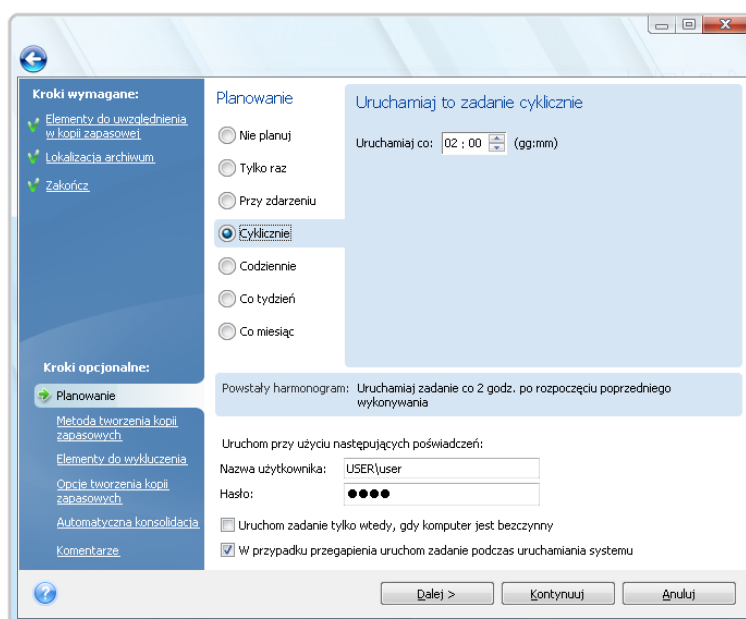 Kroki wymagane:
Elementy do uwzględnienia
w kopii zapasowej
Lokalizacja archiwum
Zakończ
Kroki opcjonalne:
Planowanie
Metoda tworzenia kopii
zapasowych
Elementy do wykluczenia
Opcje tworzenia kopii
zapasowych
Automatyczna konsolidacja
Komentarze
Planowanie
Nie planuj
Tylko raz
Przy zdarzeniu
Cyklicznie
Codziennie
Co tydzień
Co miesiąc
Uruchamiaj to zadanie cyklicznie
Uruchamiaj co: 02 : 00 (gg:mm)
Powstały harmonogram: Uruchamiaj zadanie co 2 godz. po rozpoczęciu poprzedniego
wykonywania
Uruchom przy użyciu następujących poświadczeń:
Nazwa użytkownika: USER\user
Hasło: ●●●●
Uruchom zadanie tylko wtedy, gdy komputer jest bezczynny
W przypadku przegapienia uruchom zadanie podczas uruchamiania systemu
Dalej > Kontynuuj Anuluj